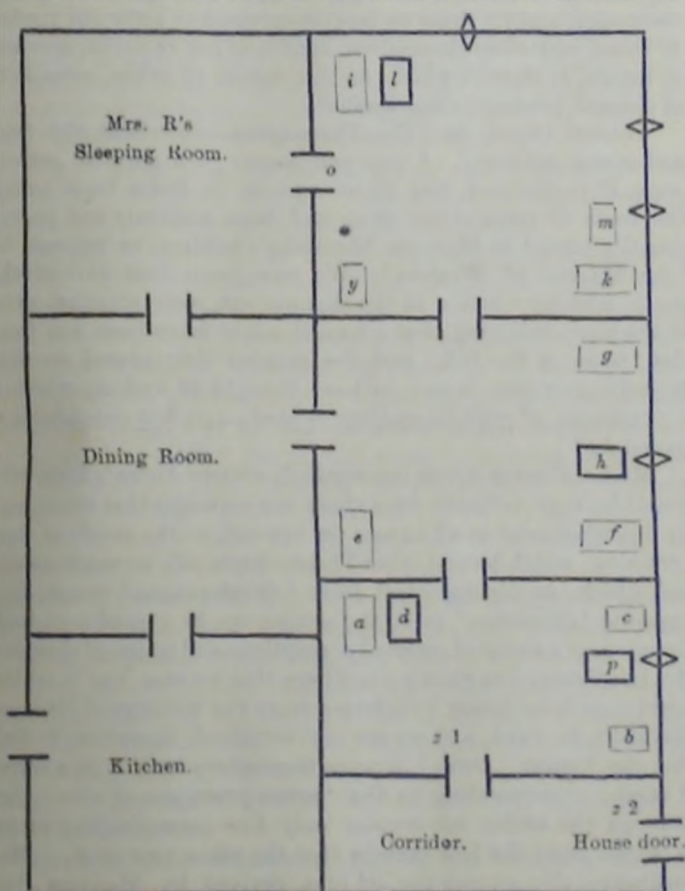 i l
Mrs. R's
Sleeping Room.
o
m
y
k
g
Dining Room.
h
e
f
a d
c
p
z 1
b
Kitchen.
z 2
Corridor. House door.